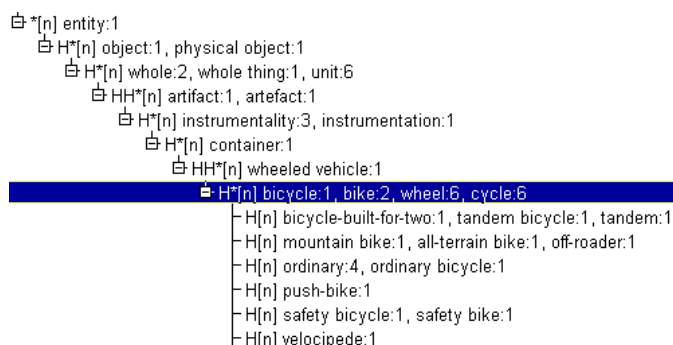 *[n] entity:1
H*[n] object:1, physical object:1
H*[n] whole:2, whole thing:1, unit:6
HH*[n] artifact:1, artefact:1
H*[n] instrumentality:3, instrumentation:1
H*[n] container:1
HH*[n] wheeled vehicle:1
H*[n] bicycle:1, bike:2, wheel:6, cycle:6
H[n] bicycle-built-for-two:1, tandem bicycle:1, tandem:1
H[n] mountain bike:1, all-terrain bike:1, off-roader:1
H[n] ordinary:4, ordinary bicycle:1
H[n] push-bike:1
H[n] safety bicycle:1, safety bike:1
H[n] velocipede:1